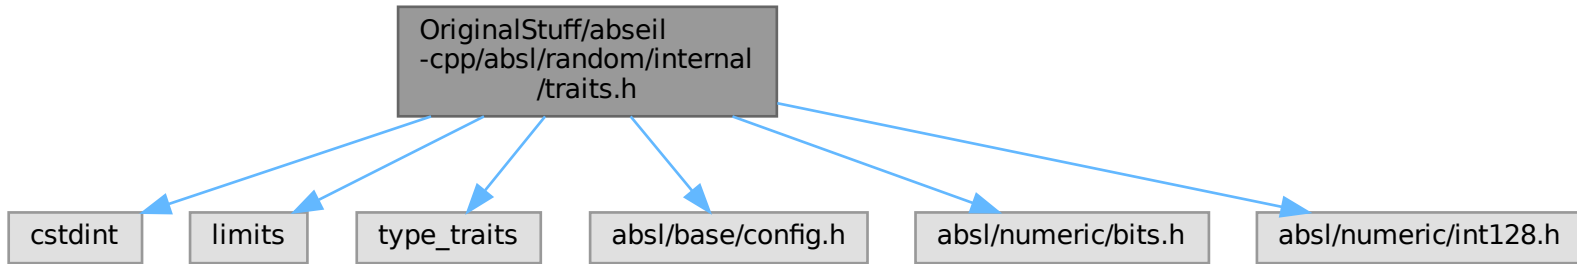 OriginalStuff/abseil
-cpp/absl/random/internal
/traits.h
cstdint
limits
type_traits
absl/base/config.h
absl/numeric/bits.h
absl/numeric/int128.h